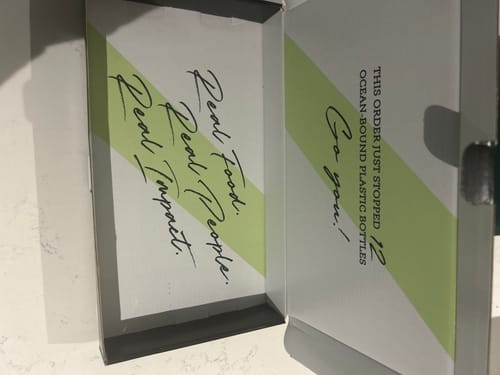 THIS ORDER JUST STOPPED 12
OCEAN-BOUND PLASTIC BOTTLES
Go you!
Real Food.
Real People.
Real Impact.